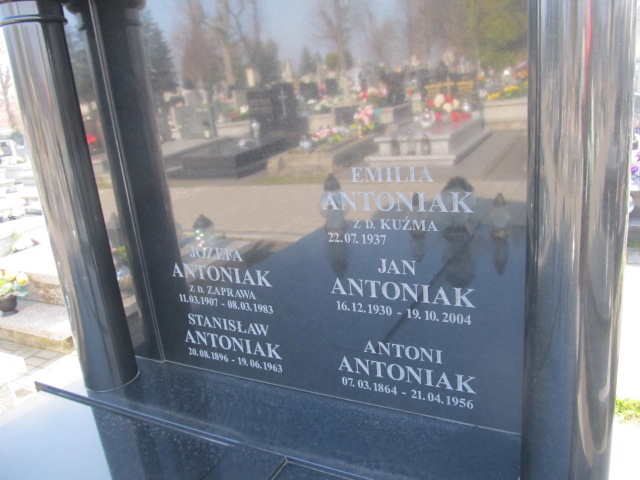 EMILIA
ANTONIAK
Z D. KUŹMA
22.07.1937
JÓZEFA
ANTONIAK
Z D. ZAPRAWA
11.03.1907 - 08.03.1983
JAN
ANTONIAK
16.12.1930 - 19.10.2004
STANISŁAW
ANTONIAK
20.08.1896 - 19.06.1963
ANTONI
ANTONIAK
07.03.1864 - 21.04.1956